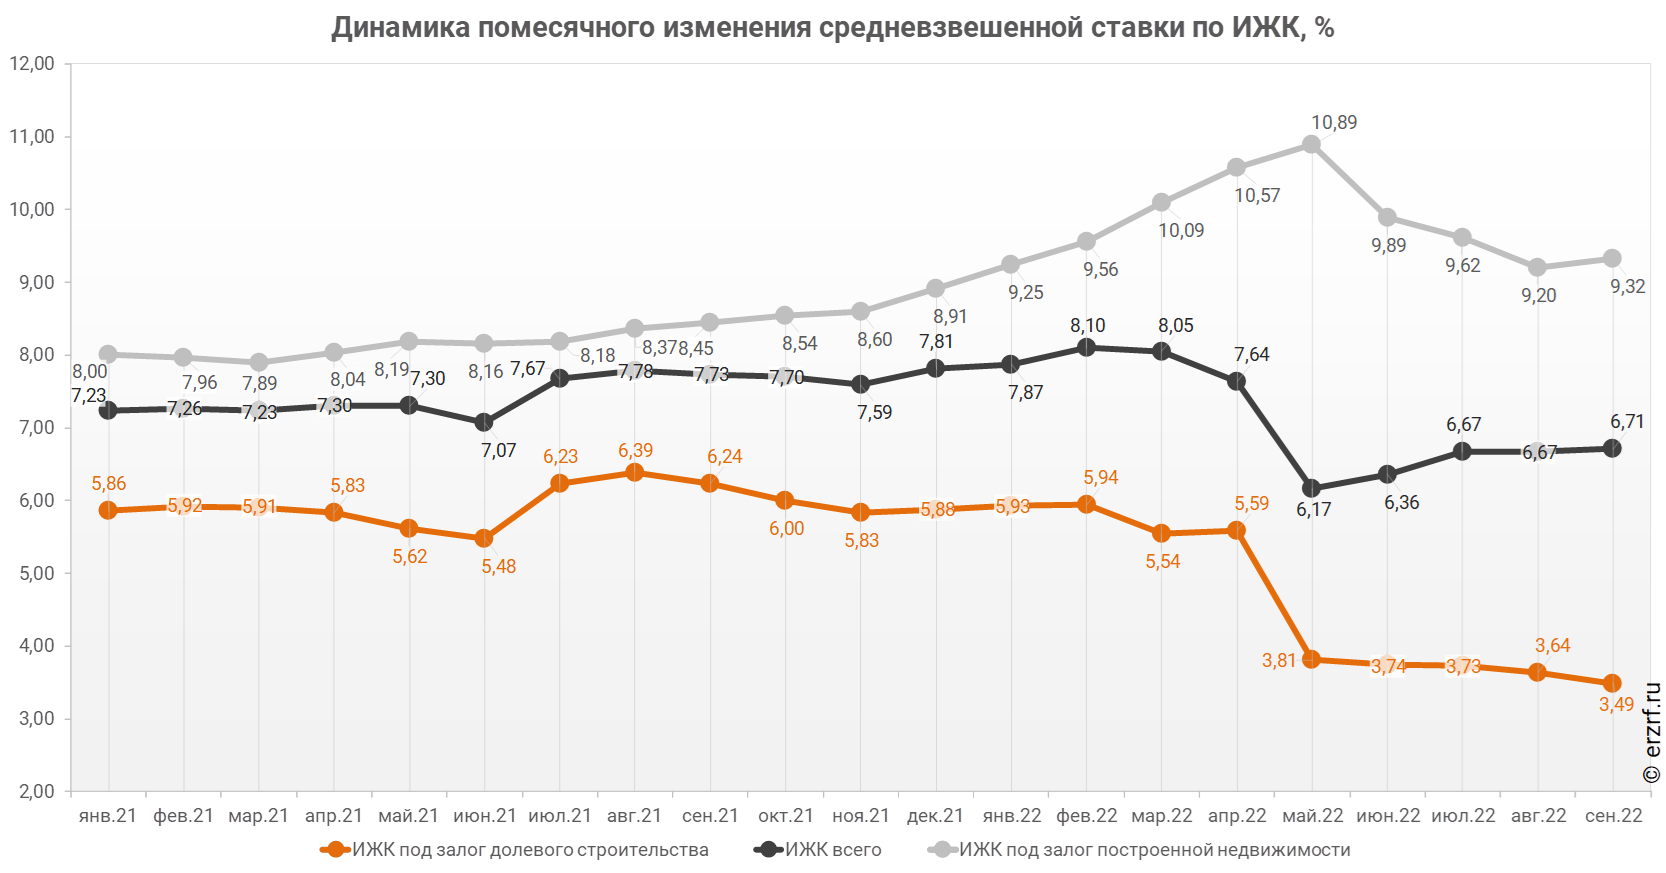 Динамика помесячного изменения средневзвешенной ставки по ИЖК, %
12,00
11,00
10,00
9,00
8,00
7,00
6,00
5,00
4,00
3,00
2,00
8,00 7,96 7,89 8,04 8,19 8,16 8,18 8,37 8,45 8,54 8,60 8,91 9,25 9,56 10,09 10,57 10,89 9,89 9,62 9,20 9,32
7,23 7,26 7,23 7,30 7,30 7,07 7,67 7,78 7,73 7,70 7,59 7,81 7,87 8,10 8,05 7,64 6,17 6,36 6,67 6,67 6,71
5,86 5,92 5,91 5,83 5,62 5,48 6,23 6,39 6,24 6,00 5,83 5,88 5,93 5,94 5,54 5,59 3,81 3,74 3,73 3,64 3,49
янв.21 фев.21 мар.21 апр.21 май.21 июн.21 июл.21 авг.21 сен.21 окт.21 ноя.21 дек.21 янв.22 фев.22 мар.22 апр.22 май.22 июн.22 июл.22 авг.22 сен.22
ИЖК под залог долевого строительства ИЖК всего ИЖК под залог построенной недвижимости
© erzrf.ru